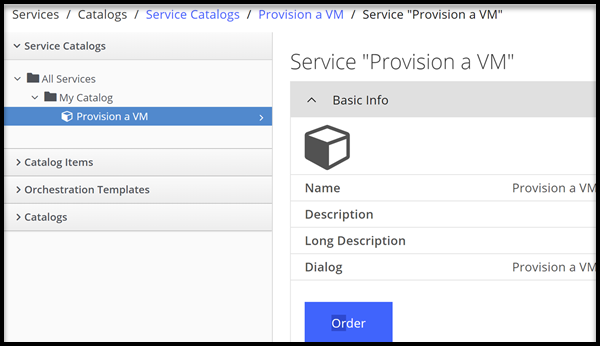 Services / Catalogs / Service Catalogs / Provision a VM / Service "Provision a VM"
Service Catalogs
All Services
My Catalog
Provision a VM
Catalog Items
Orchestration Templates
Catalogs
Service "Provision a VM"
Basic Info
Name Provision a VM
Description
Long Description
Dialog Provision a VM
Order